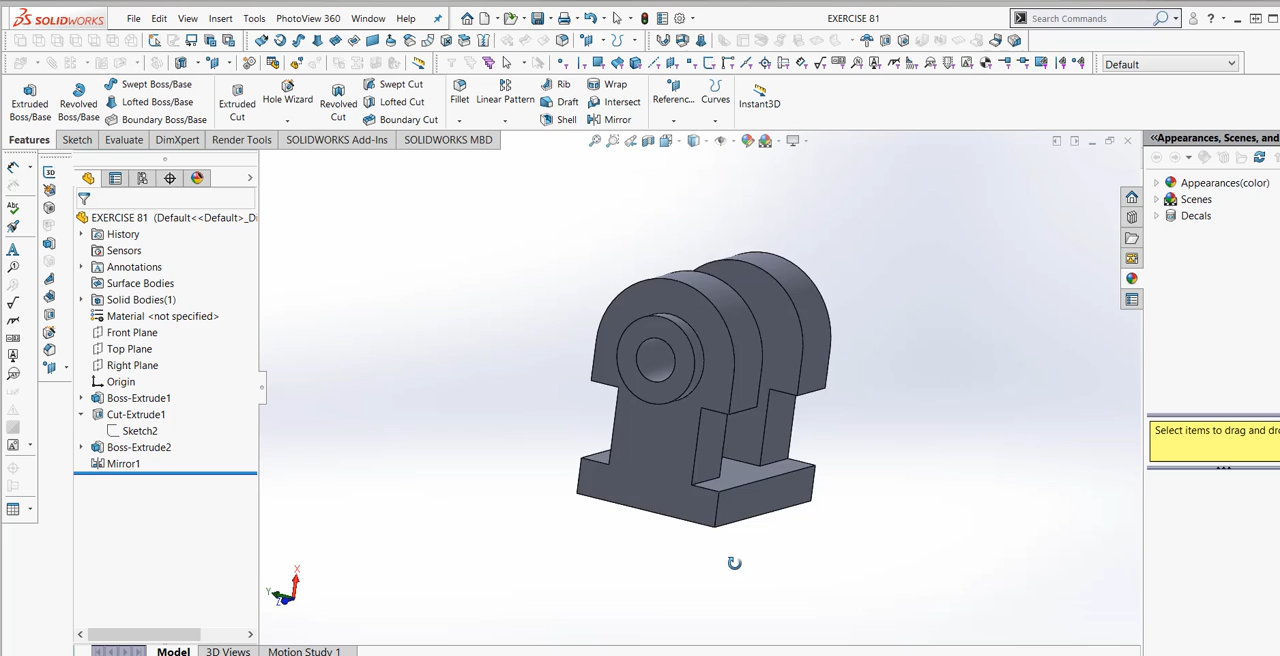 SOLIDWORKS File Edit View Insert Tools PhotoView 360 Window Help EXERCISE 81 Search Commands
Default
Extruded Boss/Base Revolved Boss/Base Swept Boss/Base Lofted Boss/Base Boundary Boss/Base Extruded Cut Hole Wizard Revolved Cut Swept Cut Lofted Cut Boundary Cut Fillet Linear Pattern Rib Draft Shell Wrap Intersect Mirror Referenc... Curves Instant3D
Features Sketch Evaluate DimXpert Render Tools SOLIDWORKS Add-Ins SOLIDWORKS MBD
<<Appearances, Scenes, and
EXERCISE 81 (Default<<Default>_Di
History
Sensors
Annotations
Surface Bodies
Solid Bodies(1)
Material <not specified>
Front Plane
Top Plane
Right Plane
Origin
Boss-Extrude1
Cut-Extrude1
Sketch2
Boss-Extrude2
Mirror1
Appearances(color)
Scenes
Decals
Select items to drag and dro
X
Y
Z
Model 3D Views Motion Study 1